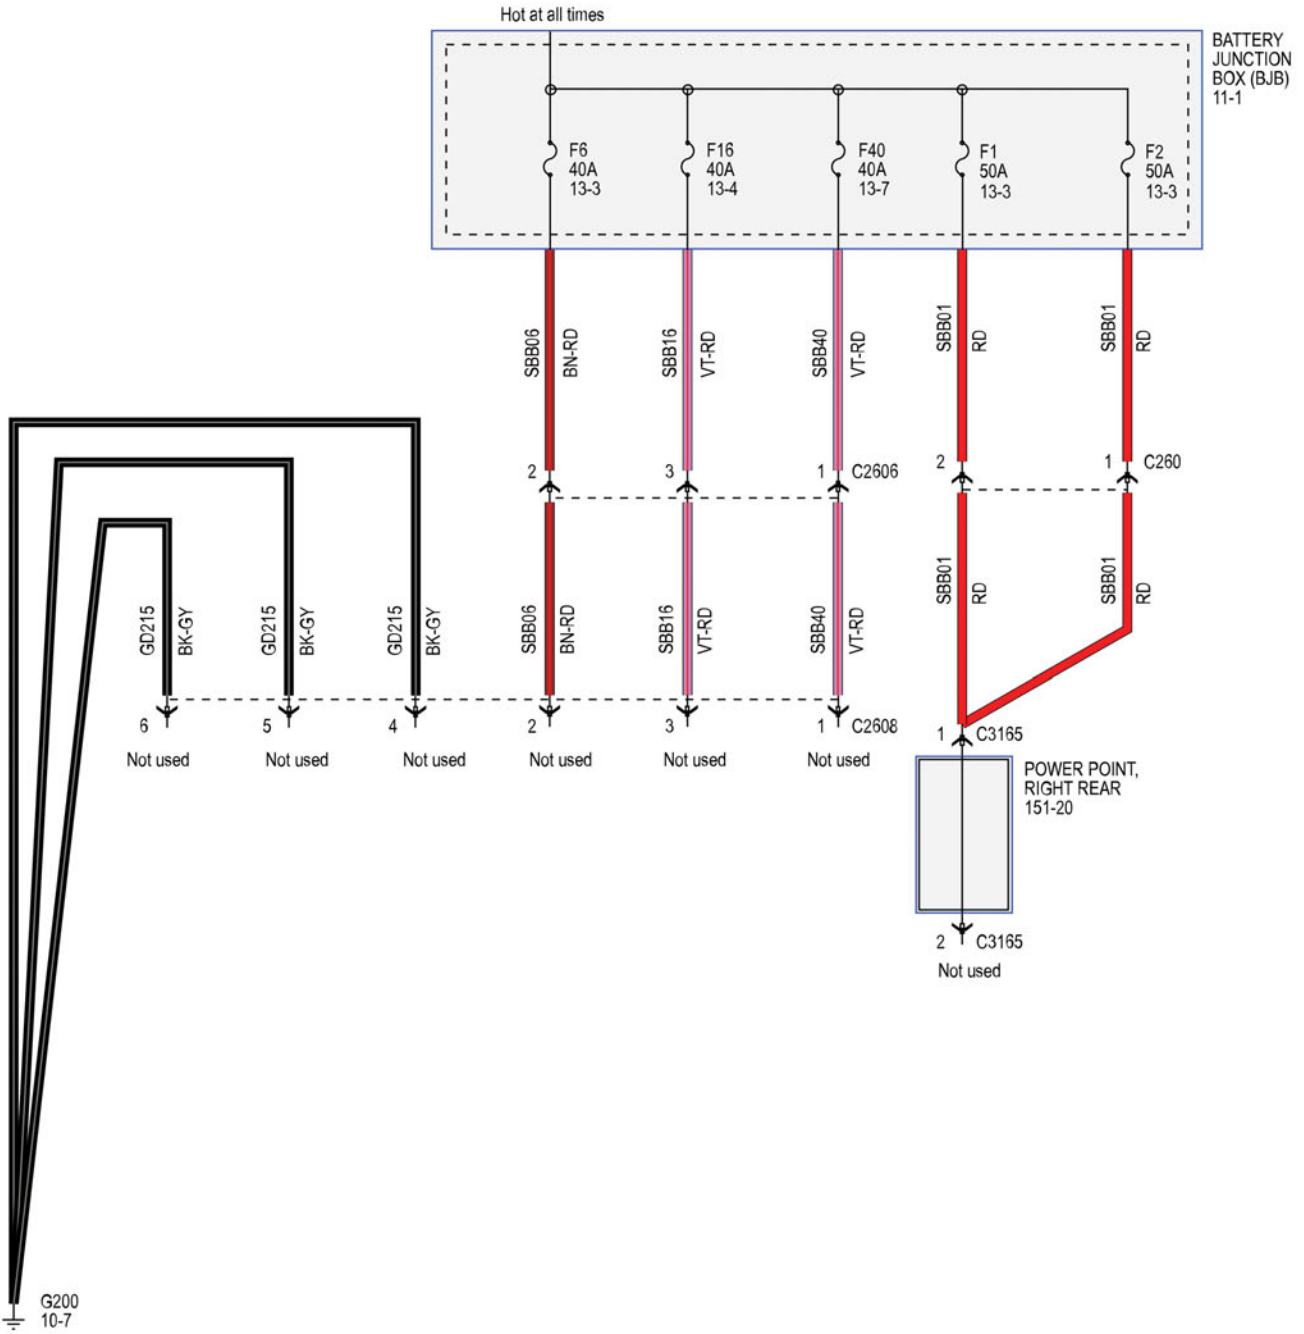 Hot at all times
BATTERY
JUNCTION
BOX (BJB)
11-1
F6
40A
13-3
F16
40A
13-4
F40
40A
13-7
F1
50A
13-3
F2
50A
13-3
SBB06
BN-RD
SBB16
VT-RD
SBB40
VT-RD
SBB01
RD
SBB01
RD
2
3
1 C2606
2
1 C260
GD215
BK-GY
GD215
BK-GY
GD215
BK-GY
SBB06
BN-RD
SBB16
VT-RD
SBB40
VT-RD
SBB01
RD
SBB01
RD
6
5
4
2
3
1 C2608
1 C3165
Not used
Not used
Not used
Not used
Not used
Not used
POWER POINT,
RIGHT REAR
151-20
2 C3165
Not used
G200
10-7